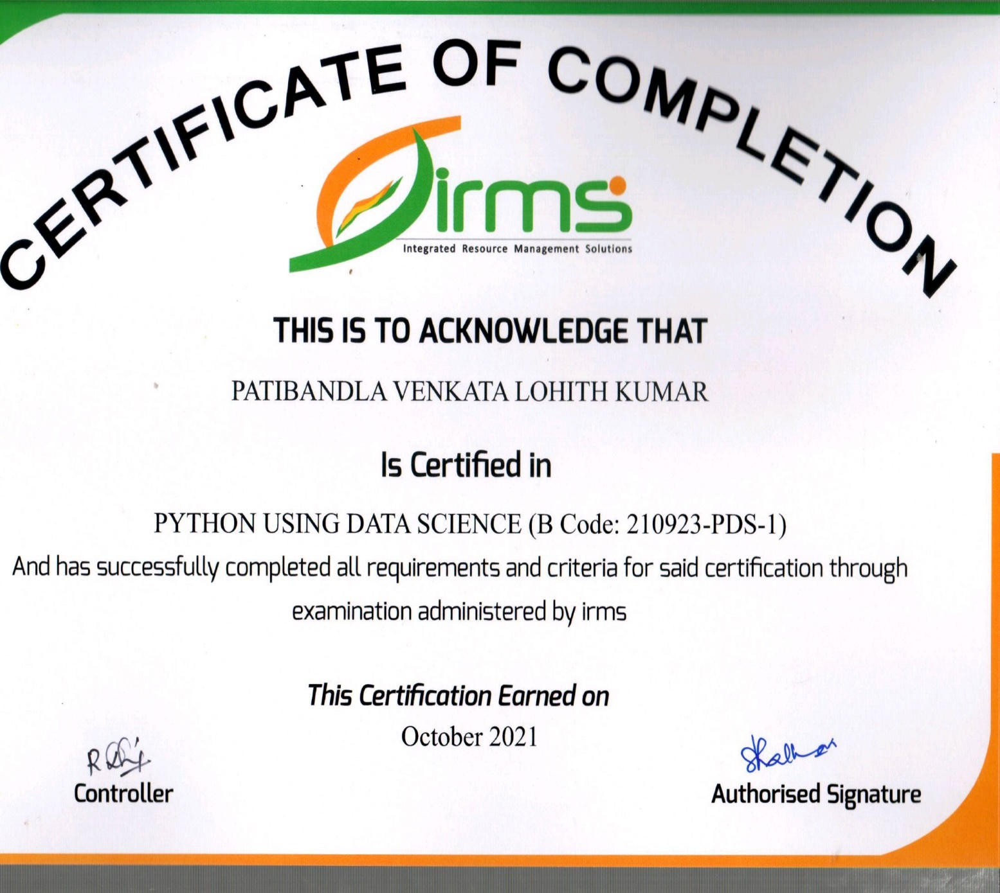 CERTIFICATE OF COMPLETION
irms
Integrated Resource Management Solutions
THIS IS TO ACKNOWLEDGE THAT
PATIBANDLA VENKATA LOHITH KUMAR
Is Certified in
PYTHON USING DATA SCIENCE (B Code: 210923-PDS-1)
And has successfully completed all requirements and criteria for said certification through
examination administered by irms
This Certification Earned on
October 2021
Controller
Authorised Signature